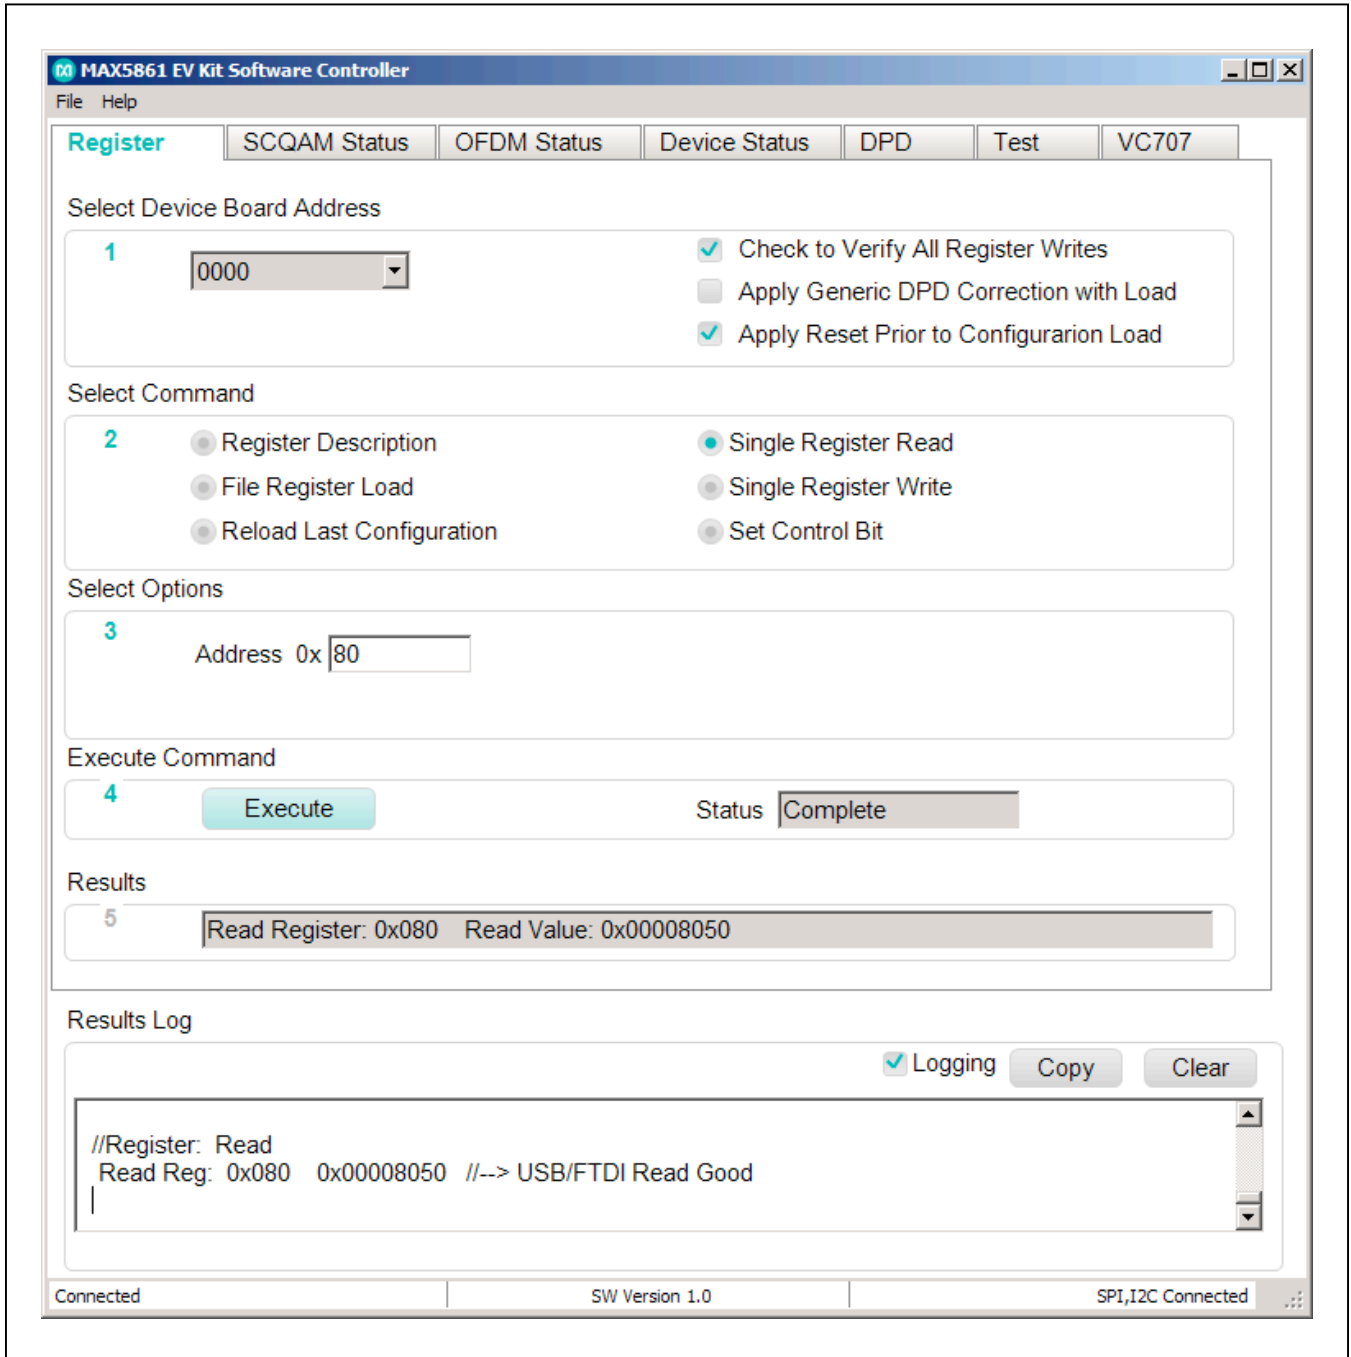 MAX5861 EV Kit Software Controller
File Help
Register SCQAM Status OFDM Status Device Status DPD Test VC707
Select Device Board Address
1
0000
Check to Verify All Register Writes
Apply Generic DPD Correction with Load
Apply Reset Prior to Configurarion Load
Select Command
2
Register Description Single Register Read
File Register Load Single Register Write
Reload Last Configuration Set Control Bit
Select Options
3
Address 0x 80
Execute Command
4
Execute Status Complete
Results
5
Read Register: 0x080 Read Value: 0x00008050
Results Log
Logging Copy Clear
//Register: Read
Read Reg: 0x080 0x00008050 //--> USB/FTDI Read Good
Connected SW Version 1.0 SPI,I2C Connected